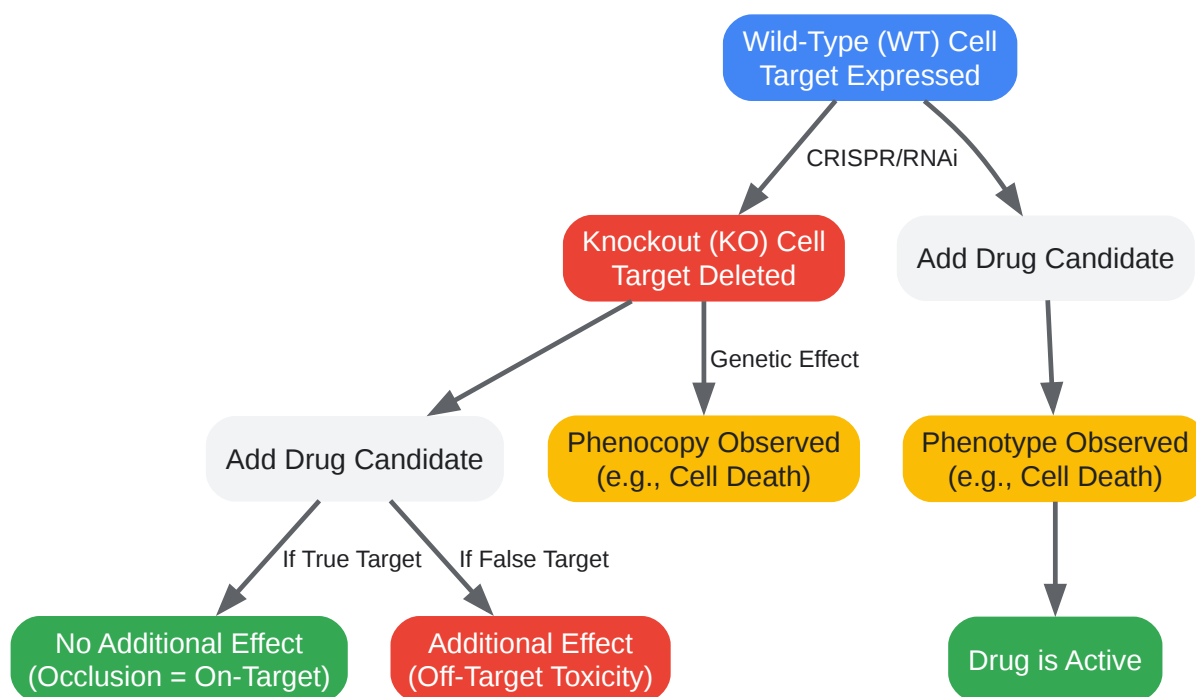 Wild-Type (WT) Cell
Target Expressed
CRISPR/RNAi
Knockout (KO) Cell
Target Deleted
Add Drug Candidate
Genetic Effect
Add Drug Candidate
Phenocopy Observed
(e.g., Cell Death)
Phenotype Observed
(e.g., Cell Death)
If True Target
If False Target
No Additional Effect
(Occlusion = On-Target)
Additional Effect
(Off-Target Toxicity)
Drug is Active